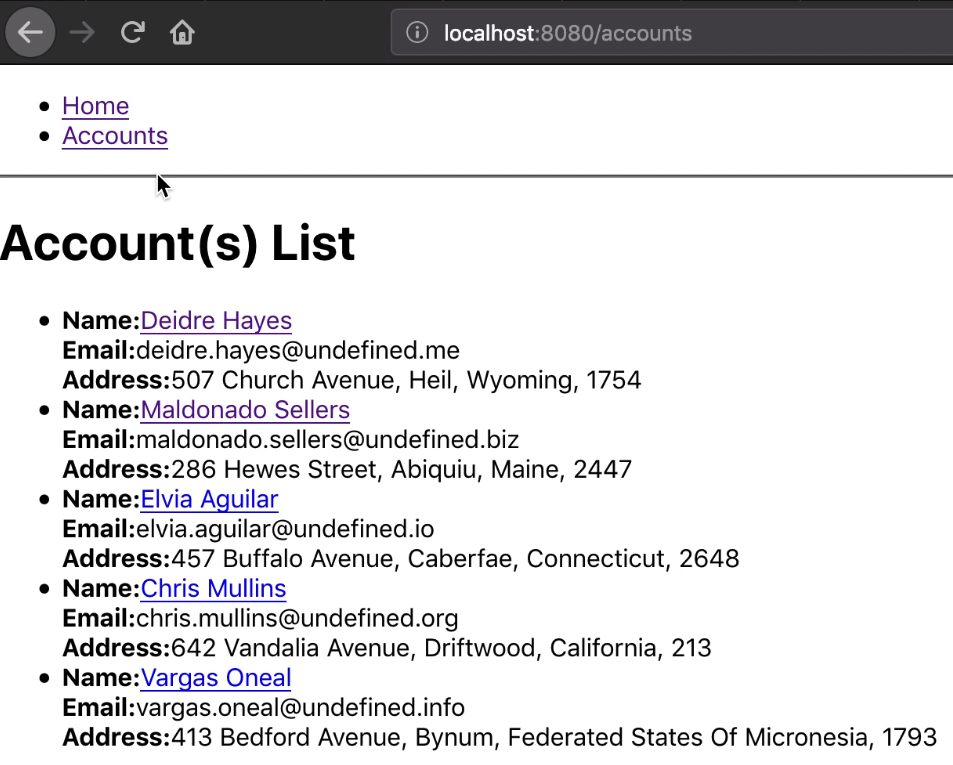 localhost:8080/accounts
Home
Accounts
Account(s) List
Name:Deidre Hayes
Email:deidre.hayes@undefined.me
Address:507 Church Avenue, Heil, Wyoming, 1754
Name:Maldonado Sellers
Email:maldonado.sellers@undefined.biz
Address:286 Hewes Street, Abiquiu, Maine, 2447
Name:Elvia Aguilar
Email:elvia.aguilar@undefined.io
Address:457 Buffalo Avenue, Caberfae, Connecticut, 2648
Name:Chris Mullins
Email:chris.mullins@undefined.org
Address:642 Vandalia Avenue, Driftwood, California, 213
Name:Vargas Oneal
Email:vargas.oneal@undefined.info
Address:413 Bedford Avenue, Bynum, Federated States Of Micronesia, 1793